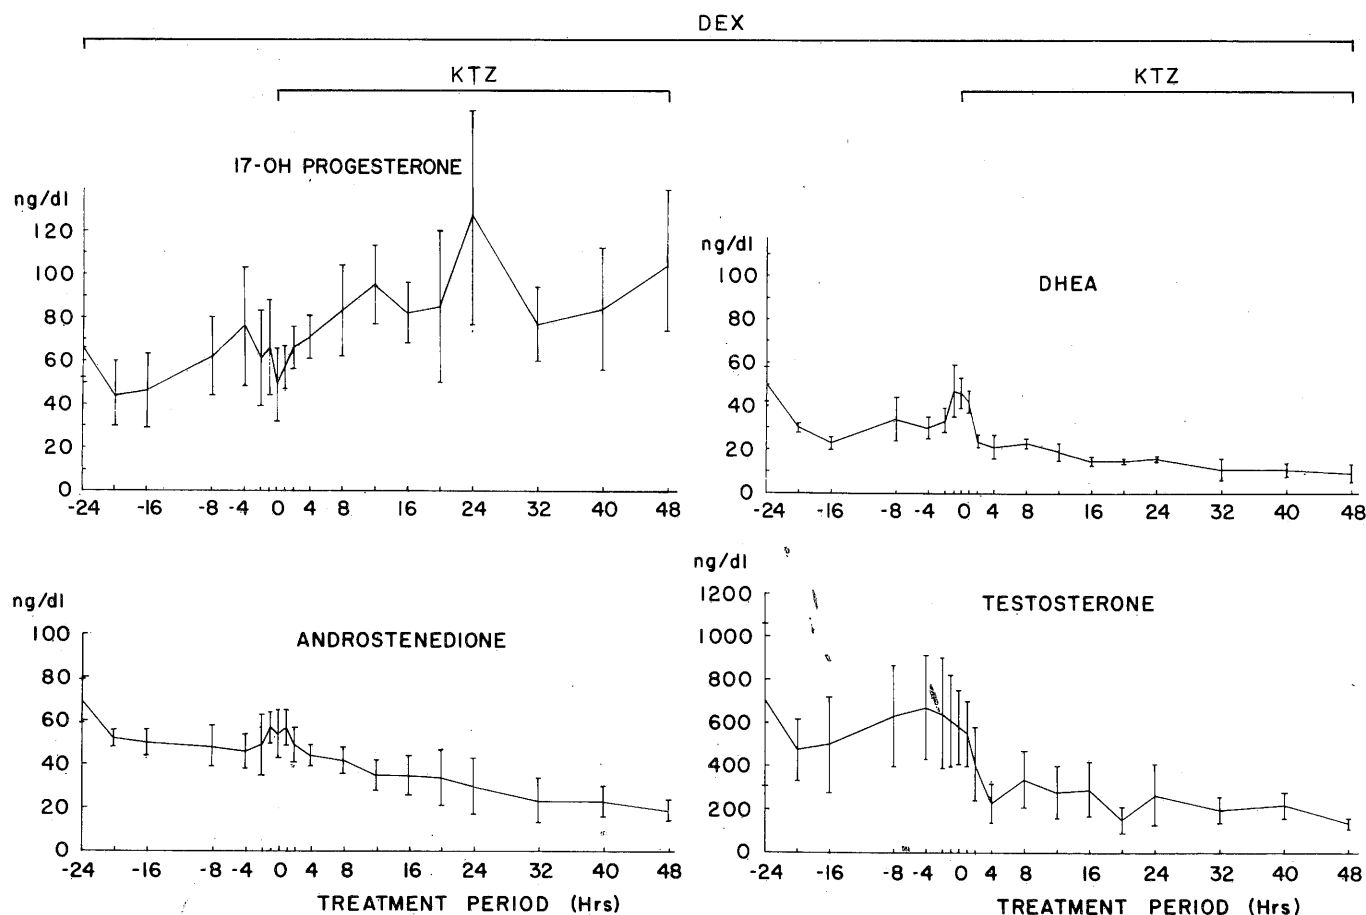 DEX
KTZ
KTZ
17-OH PROGESTERONE
ng/dl
120
100
80
60
40
20
0
-24 -16 -8 -4 0 4 8 16 24 32 40 48
ng/dl
100
80
60
40
20
0
DHEA
-24 -16 -8 -4 0 4 16 24 32 40 48
ng/dl
100
80
60
40
20
0
ANDROSTENEDIONE
-24 -16 -8 -4 0 4 8 16 24 32 40 48
TREATMENT PERIOD (Hrs)
ng/dl
1200
1000
800
600
400
200
0
TESTOSTERONE
-24 -16 -8 -4 0 4 8 16 24 32 40 48
TREATMENT PERIOD (Hrs)